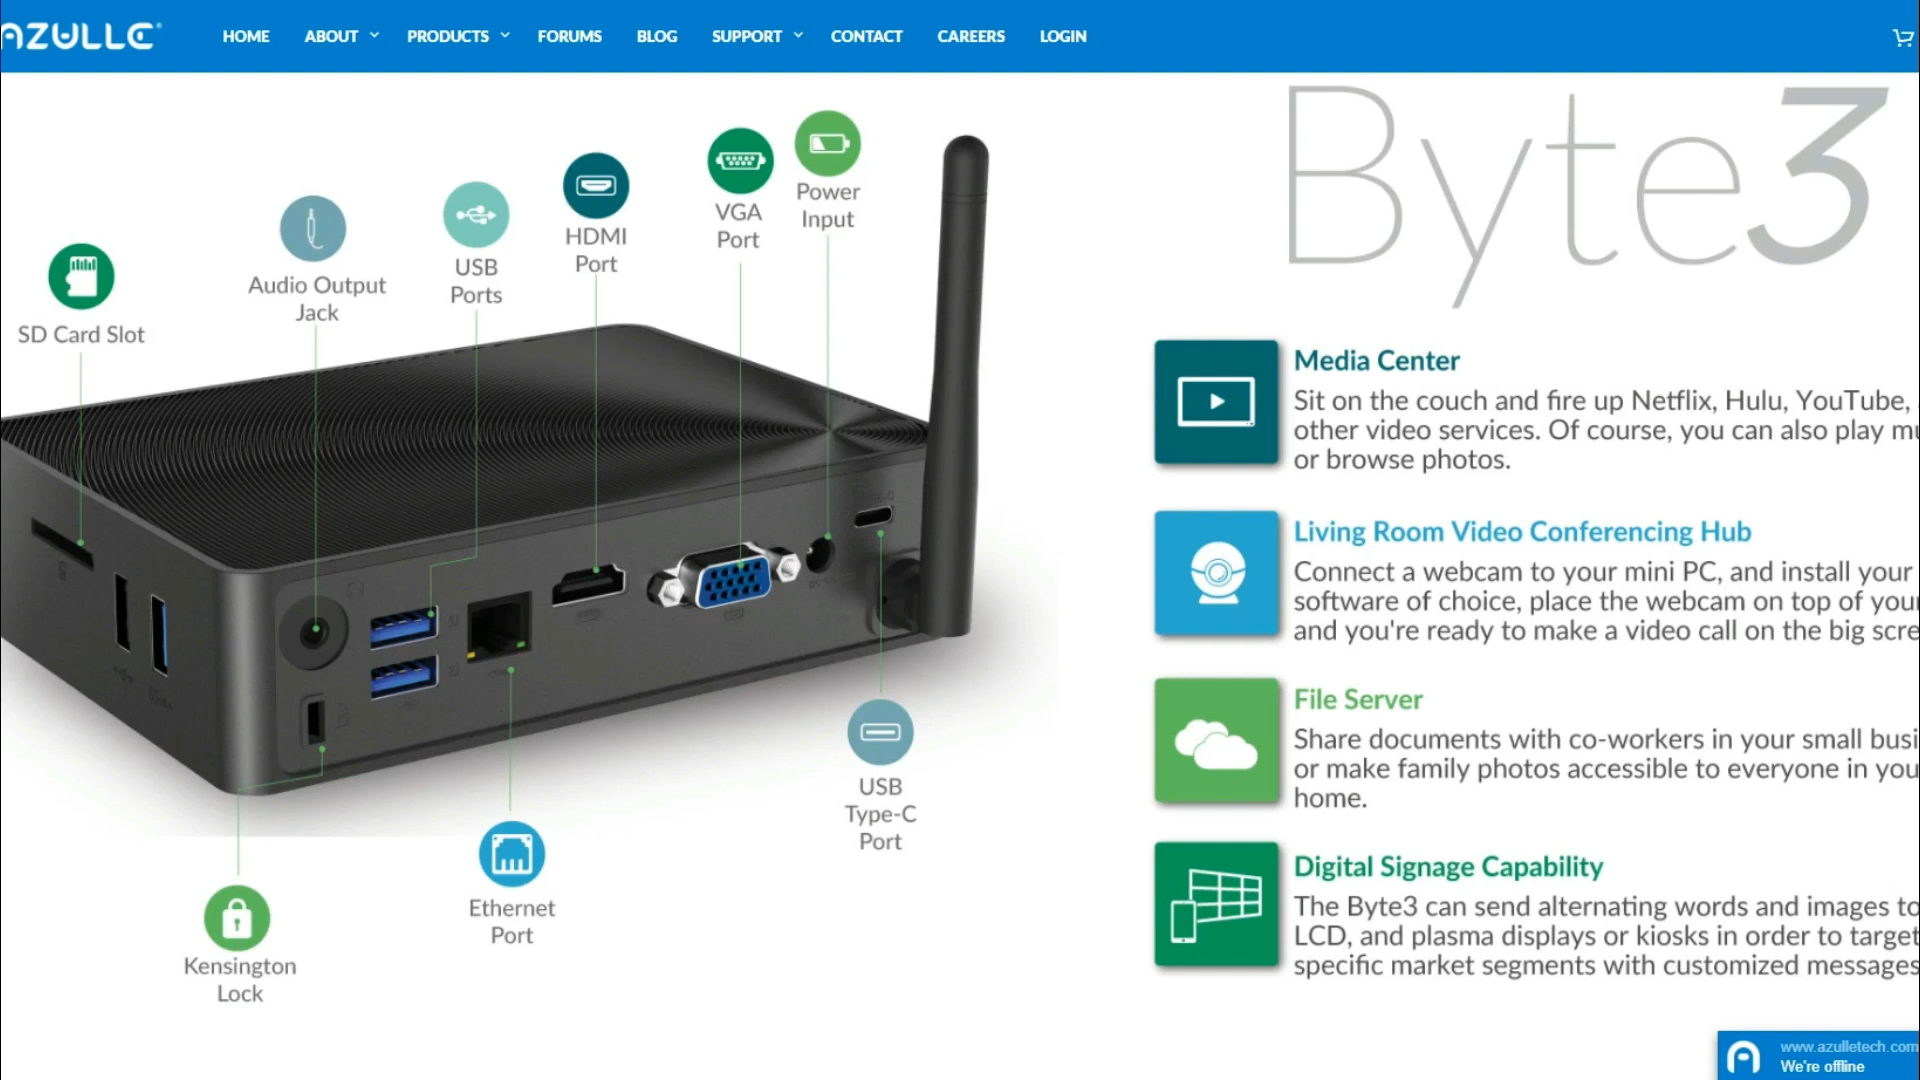 AZULLE
HOME ABOUT PRODUCTS FORUMS BLOG SUPPORT CONTACT CAREERS LOGIN
Byte3
Power
Input
VGA
Port
HDMI
Port
USB
Ports
Audio Output
Jack
SD Card Slot
USB
Type-C
Port
Ethernet
Port
Kensington
Lock
Media Center
Sit on the couch and fire up Netflix, Hulu, YouTube,
other video services. Of course, you can also play mu
or browse photos.
Living Room Video Conferencing Hub
Connect a webcam to your mini PC, and install your
software of choice, place the webcam on top of your
and you're ready to make a video call on the big scre
File Server
Share documents with co-workers in your small busi
or make family photos accessible to everyone in you
home.
Digital Signage Capability
The Byte3 can send alternating words and images to
LCD, and plasma displays or kiosks in order to target
specific market segments with customized messages
www.azulletech.com
We're offline